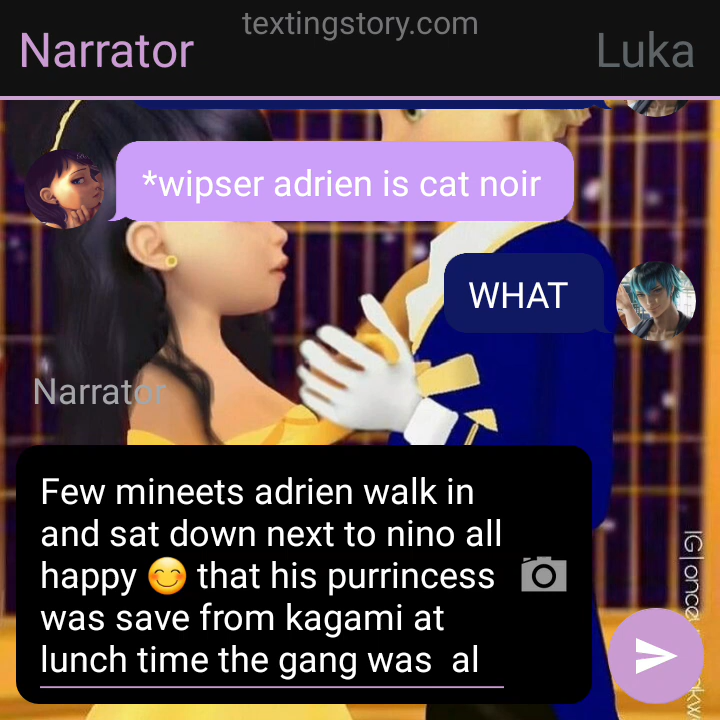 textingstory.com
Narrator
Luka
*wipser adrien is cat noir
WHAT
Narrator
Few mineets adrien walk in
and sat down next to nino all
happy 😊 that his purrincess
was save from kagami at
lunch time the gang was al